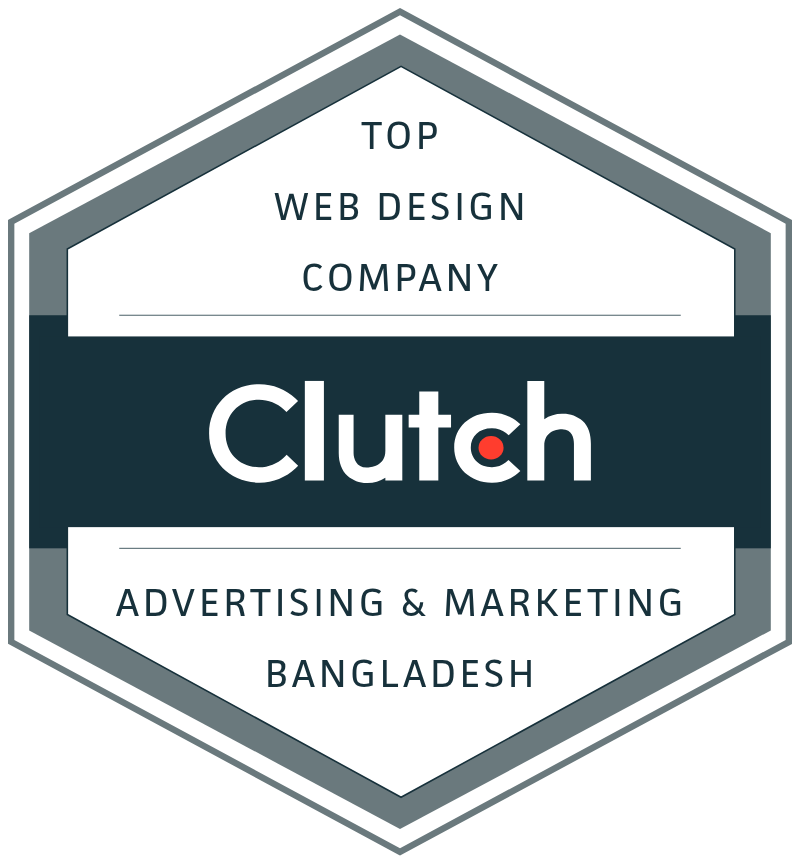 TOP
WEB DESIGN
COMPANY
Clutch
ADVERTISING & MARKETING
BANGLADESH